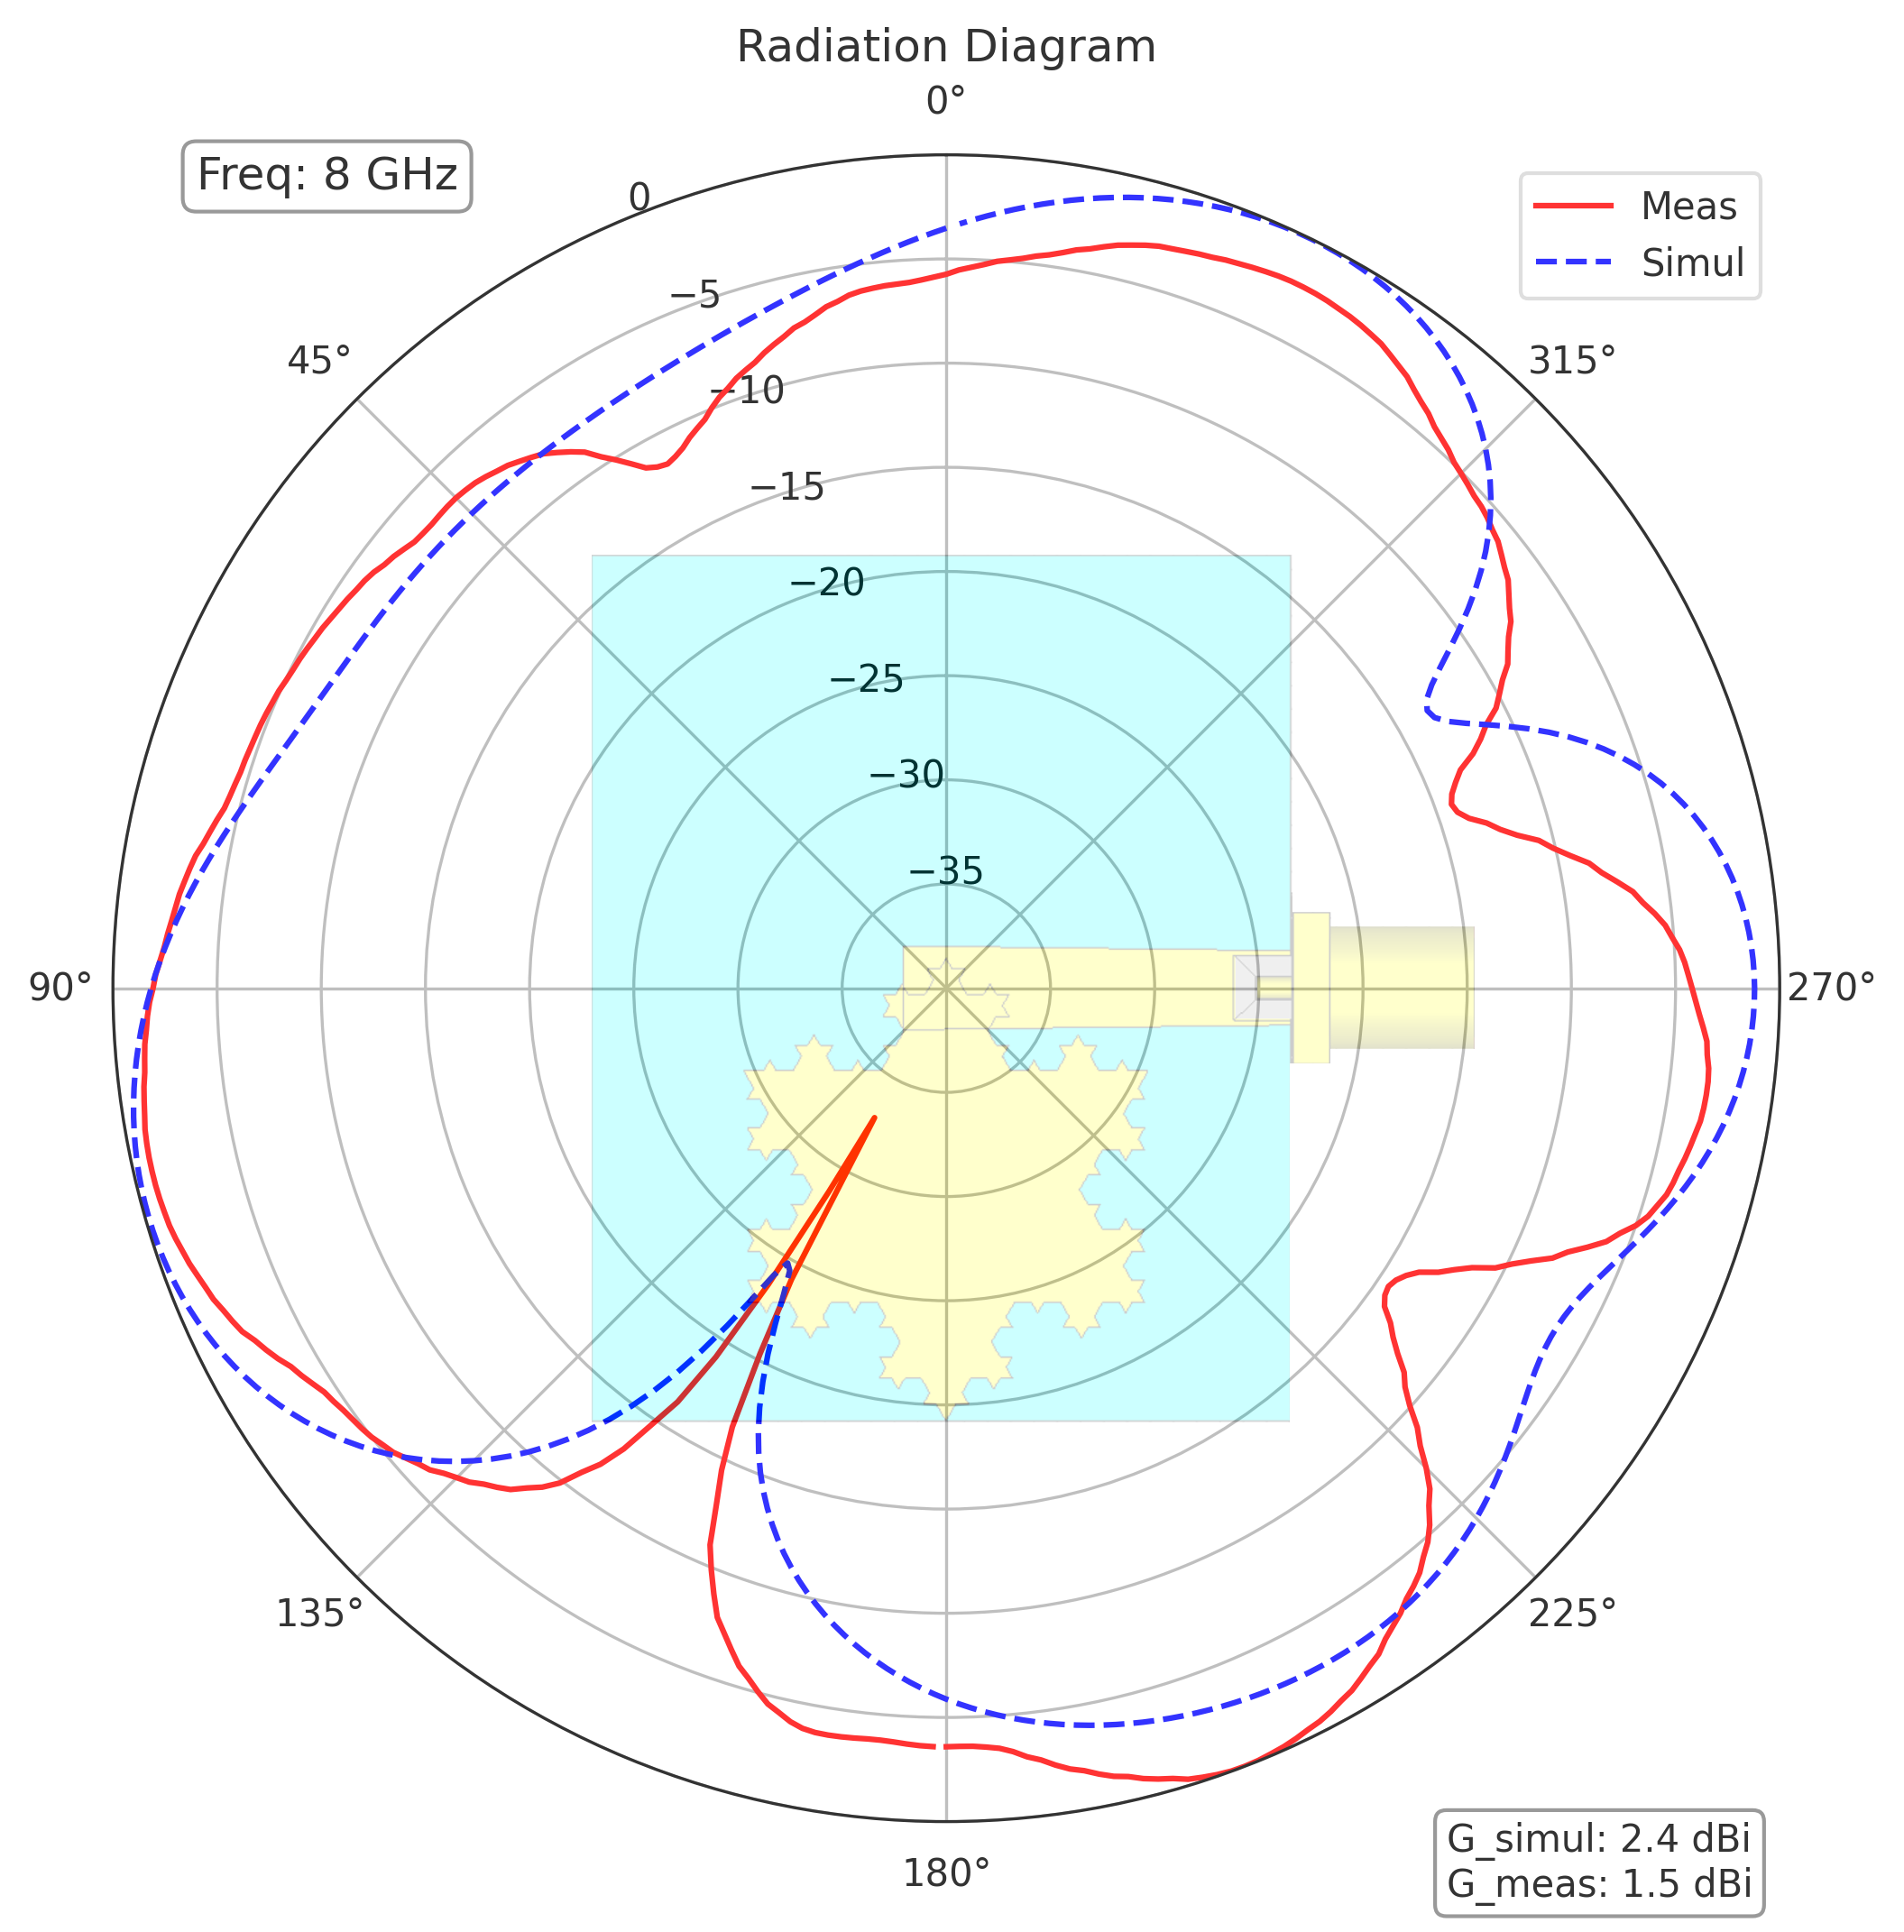 Radiation Diagram
0°
Freq: 8 GHz
0
Meas
Simul
−5
45°
315°
−10
−15
−20
−25
−30
−35
90°
270°
135°
225°
180°
G_simul: 2.4 dBi
G_meas: 1.5 dBi